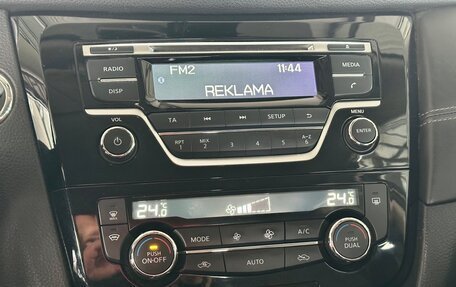 FM2 11:44
REKLAMA
RADIO
DISP
MEDIA
VOL
TA SETUP
MENU
ENTER
RPT 1 MIX 2 3 4 5 A-Z 6
24.0 24.0
MODE A/C
PUSH ON·OFF
AUTO
PUSH DUAL